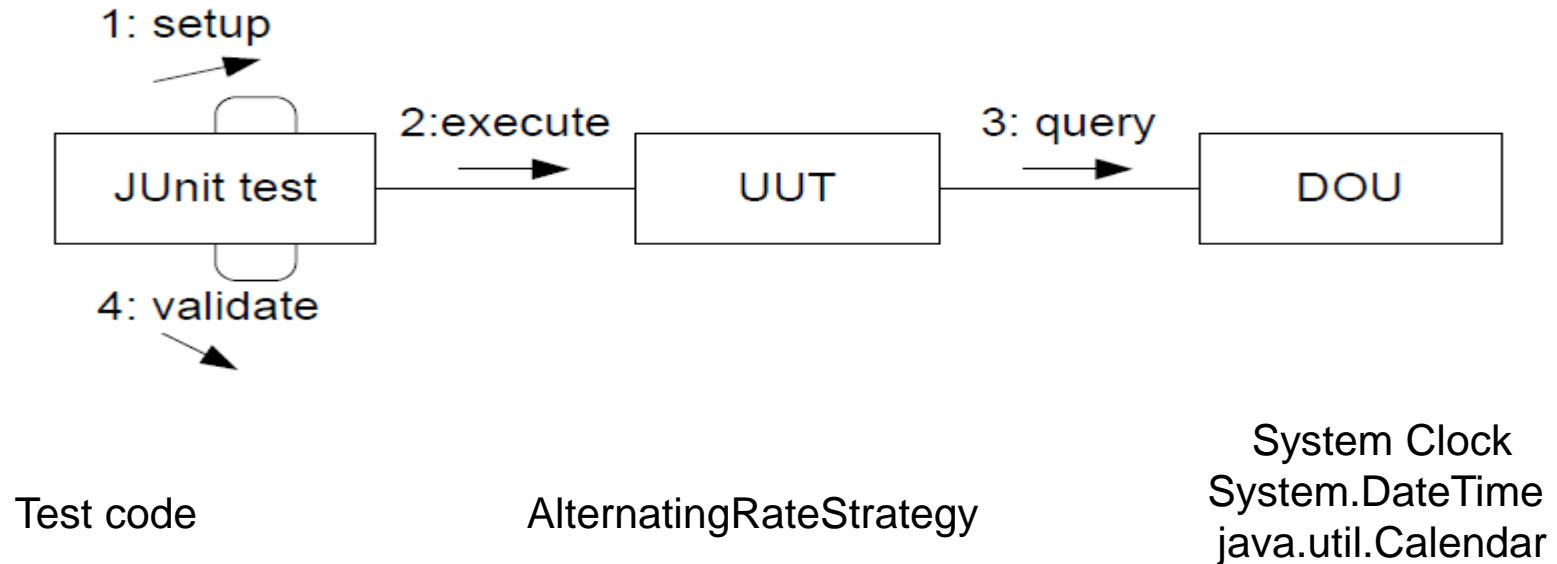 1: setup
2:execute
3: query
JUnit test
UUT
DOU
4: validate
System Clock
Test code
AlternatingRateStrategy
System.DateTime
java.util.Calendar